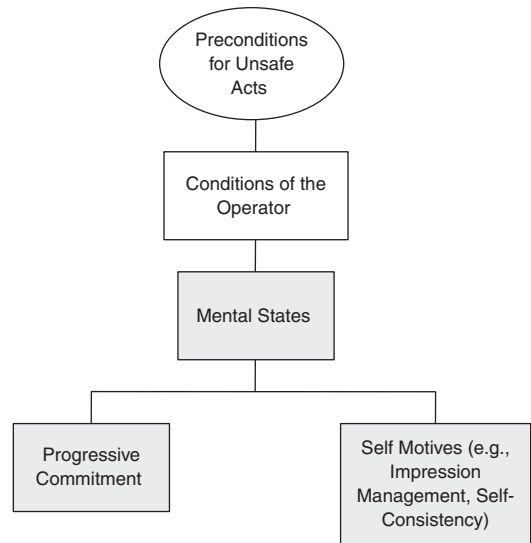 Preconditions
for Unsafe
Acts
Conditions of the
Operator
Mental States
Progressive
Commitment
Self Motives (e.g.,
Impression
Management, Self-
Consistency)